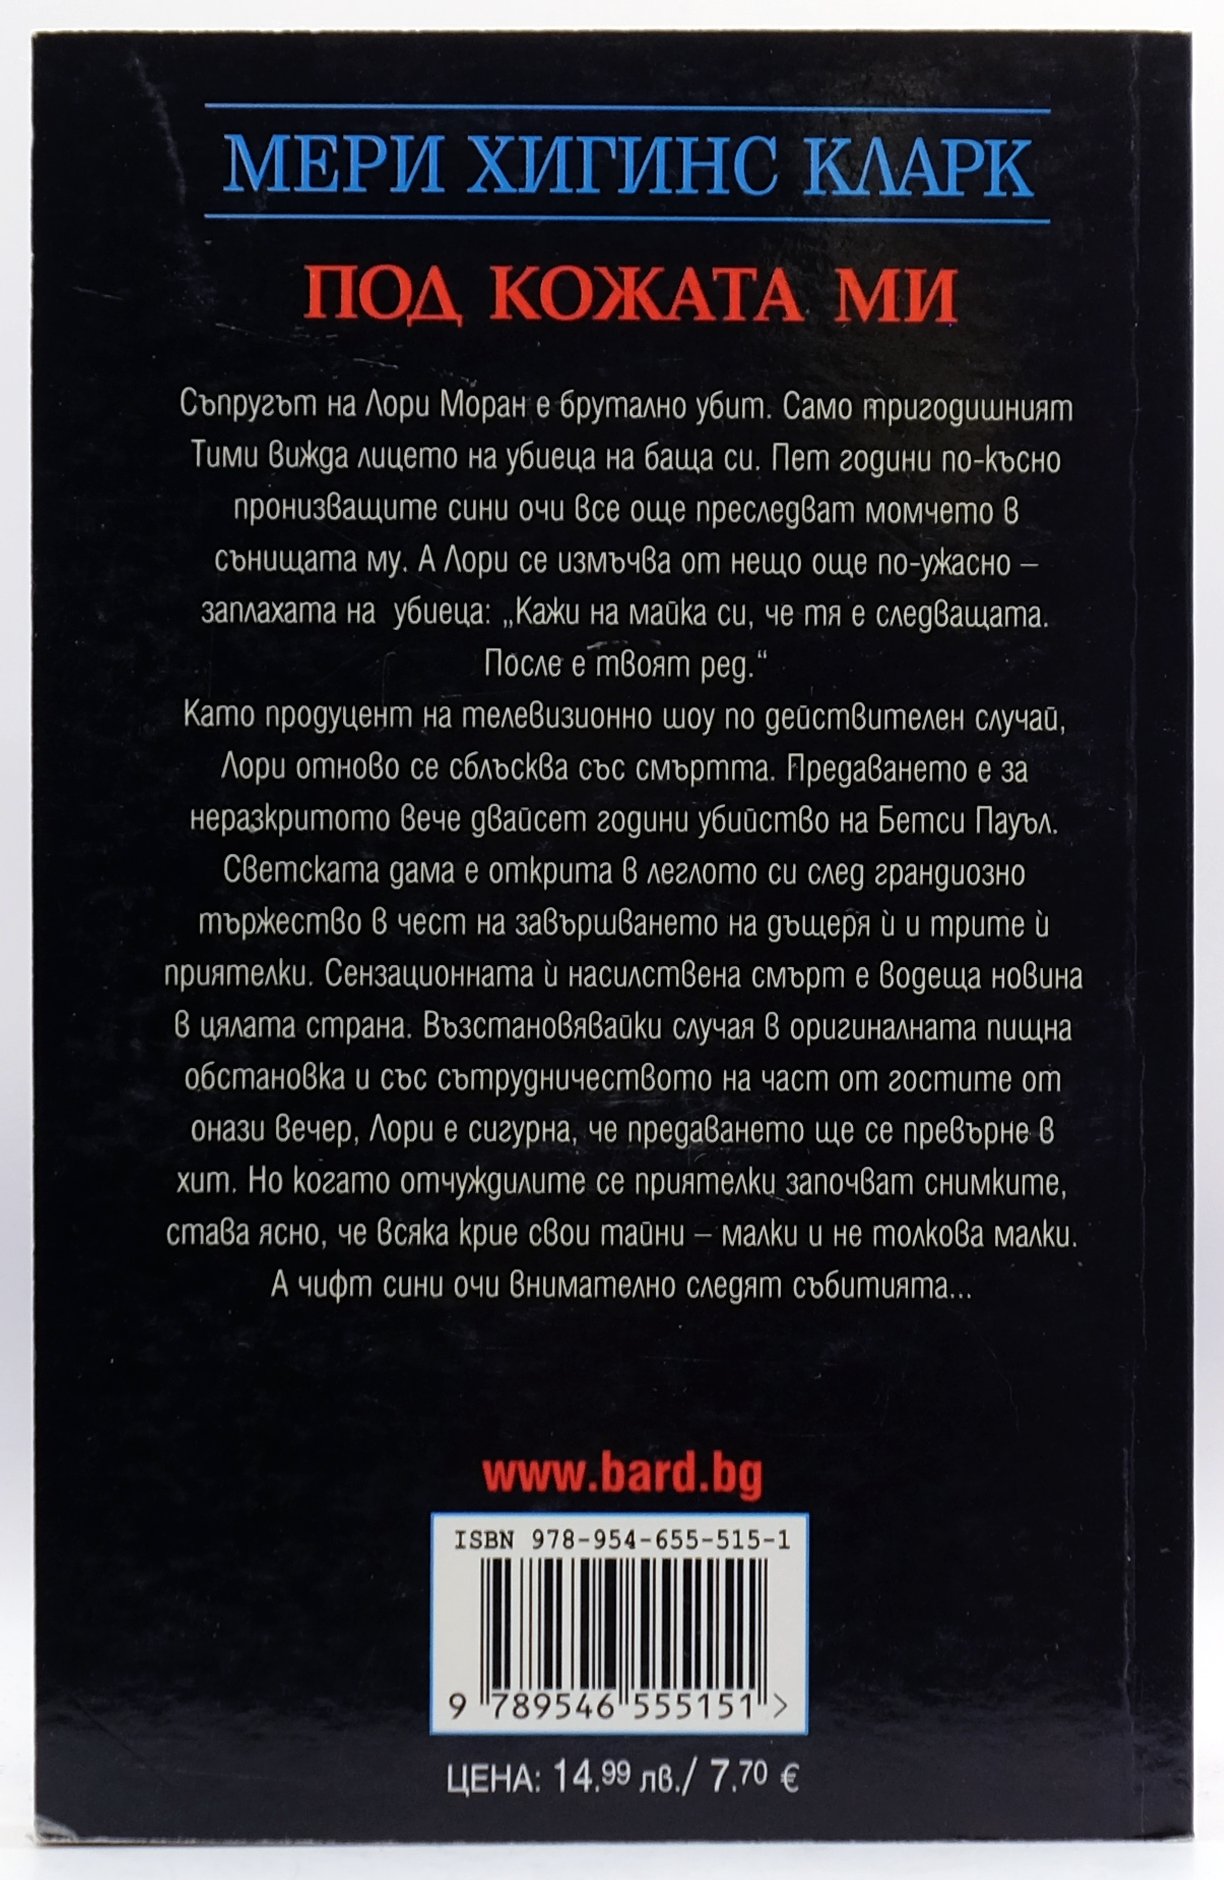 МЕРИ ХИГИНС КЛАРК
ПОД КОЖАТА МИ
Съпругът на Лори Моран е брутално убит. Само тригодишният
Тими вижда лицето на убиеца на баща си. Пет години по-късно
пронизващите сини очи все още преследват момчето в
сънищата му. А Лори се измъчва от нещо още по-ужасно –
заплахата на убиеца: „Кажи на майка си, че тя е следващата.
После е твоят ред.“
Като продуцент на телевизионно шоу по действителен случай,
Лори отново се сблъсква със смъртта. Предаването е за
неразкритото вече двайсет години убийство на Бетси Пауъл.
Светската дама е открита в леглото си след грандиозно
тържество в чест на завършването на дъщеря ѝ и трите ѝ
приятелки. Сензационната ѝ насилствена смърт е водеща новина
в цялата страна. Възстановявайки случая в оригиналната пищна
обстановка и със сътрудничеството на част от гостите от
онази вечер, Лори е сигурна, че предаването ще се превърне в
хит. Но когато отчуждилите се приятелки започват снимките,
става ясно, че всяка крие свои тайни – малки и не толкова малки.
А чифт сини очи внимателно следят събитията...
www.bard.bg
ISBN 978-954-655-515-1
9 789546 555151 >
ЦЕНА: 14.99 лв./ 7.70 €